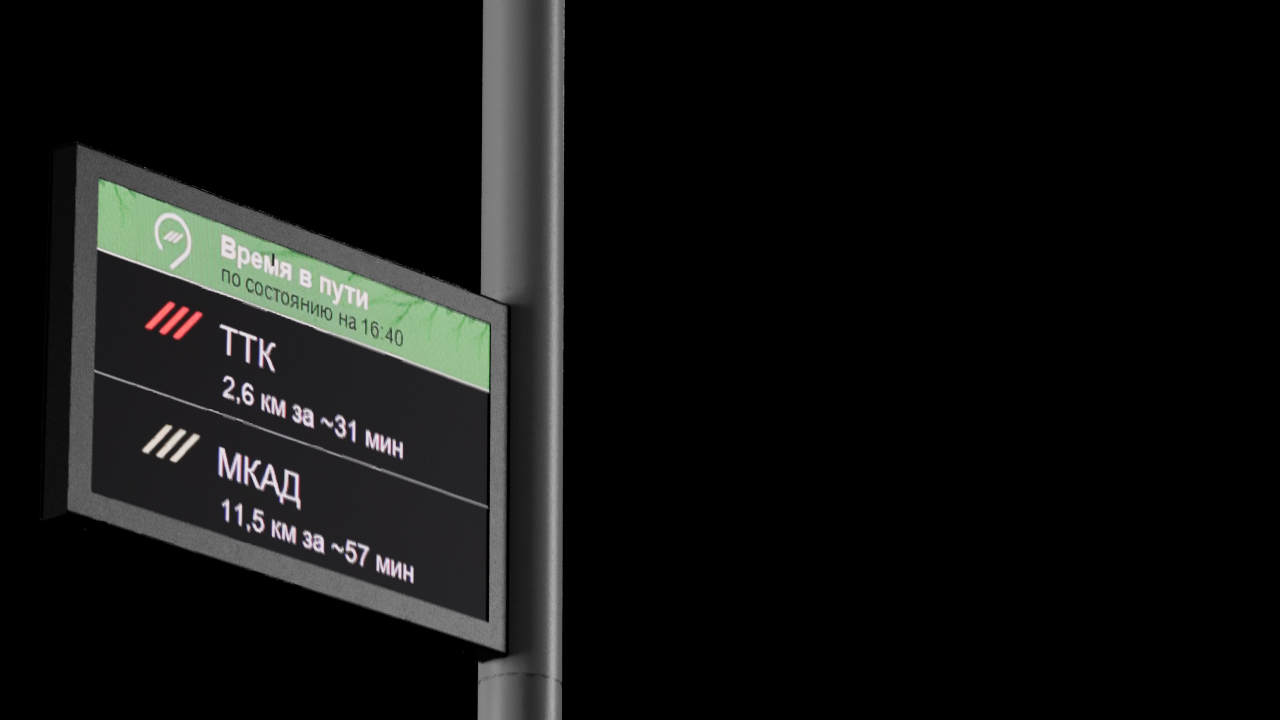 Время в пути
по состоянию на 16:40
ТТК
2,6 км за ~31 мин
МКАД
11,5 км за ~57 мин